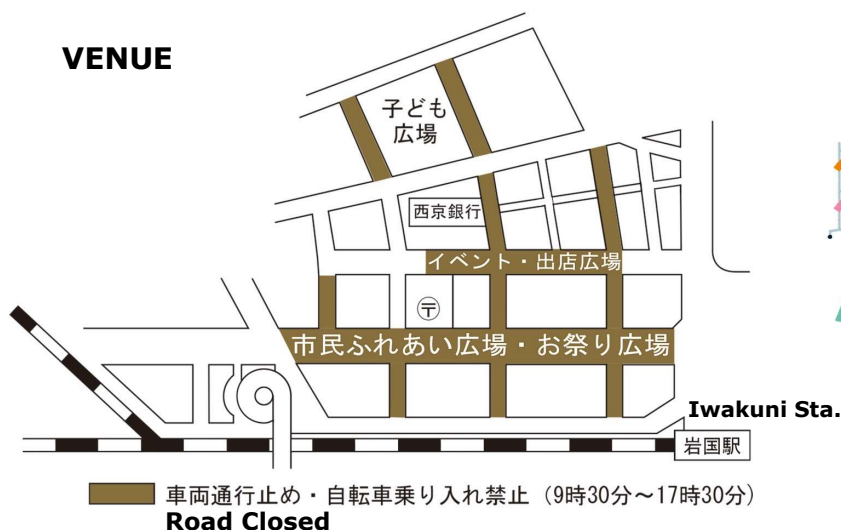 VENUE
子ども
広場
西京銀行
イベント・出店広場
〒
市民ふれあい広場・お祭り広場
Iwakuni Sta.
岩国駅
車両通行止め・自転車乗り入れ禁止（9時30分～17時30分）
Road Closed